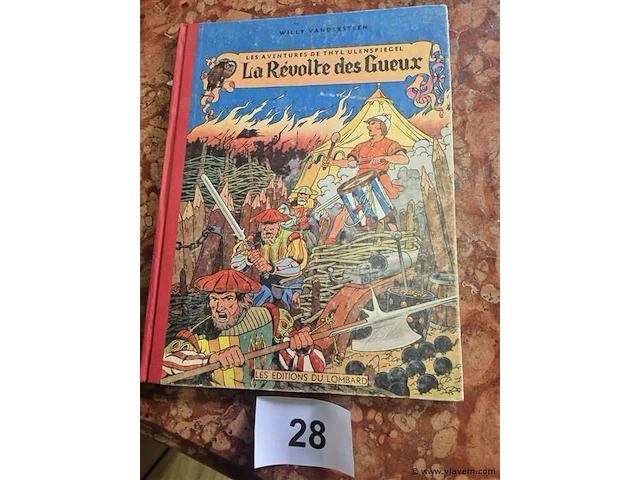 WILLY VANDERSTEEN
LES AVENTURES DE THYL ULENSPIEGEL
La Révolte des Gueux
LES EDITIONS DU LOMBARD
28
© www.vlavem.com